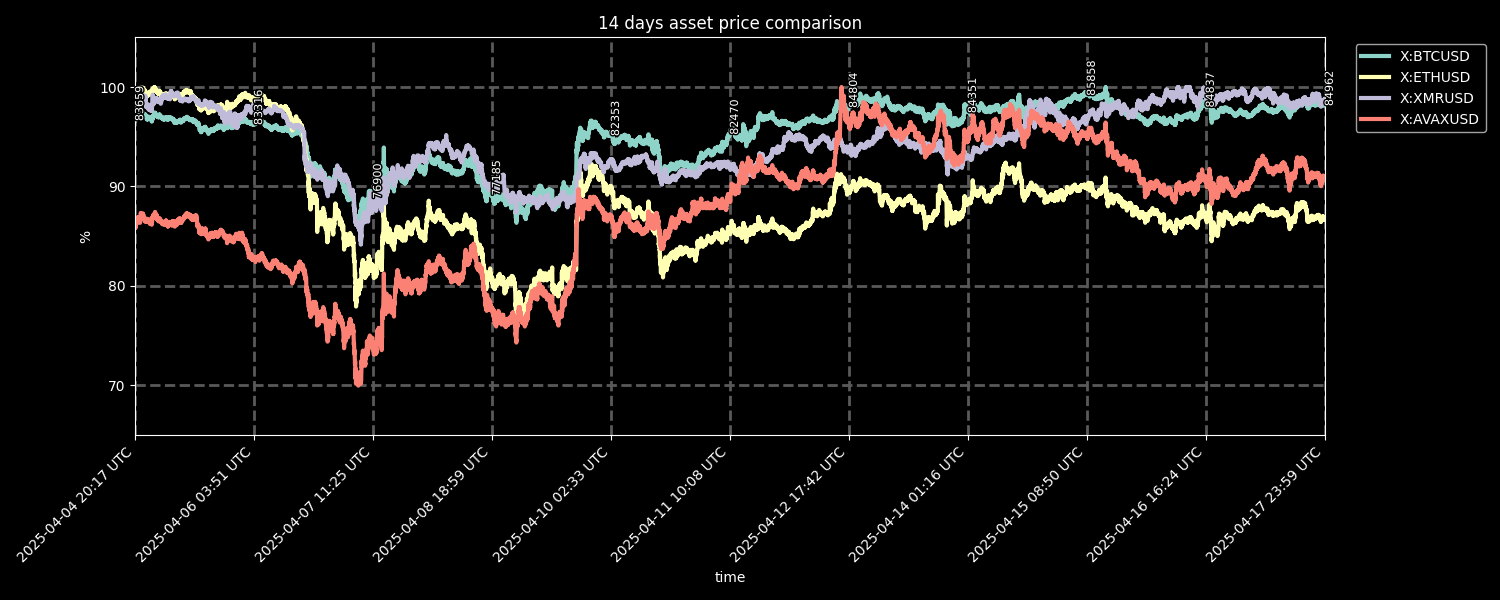 14 days asset price comparison
X:BTCUSD
X:ETHUSD
X:XMRUSD
X:AVAXUSD
100
90
80
70
%
83659
83316
76900
77185
82353
82470
84804
84351
85858
84837
84962
2025-04-04 20:17 UTC
2025-04-06 03:51 UTC
2025-04-07 11:25 UTC
2025-04-08 18:59 UTC
2025-04-10 02:33 UTC
2025-04-11 10:08 UTC
2025-04-12 17:42 UTC
2025-04-14 01:16 UTC
2025-04-15 08:50 UTC
2025-04-16 16:24 UTC
2025-04-17 23:59 UTC
time